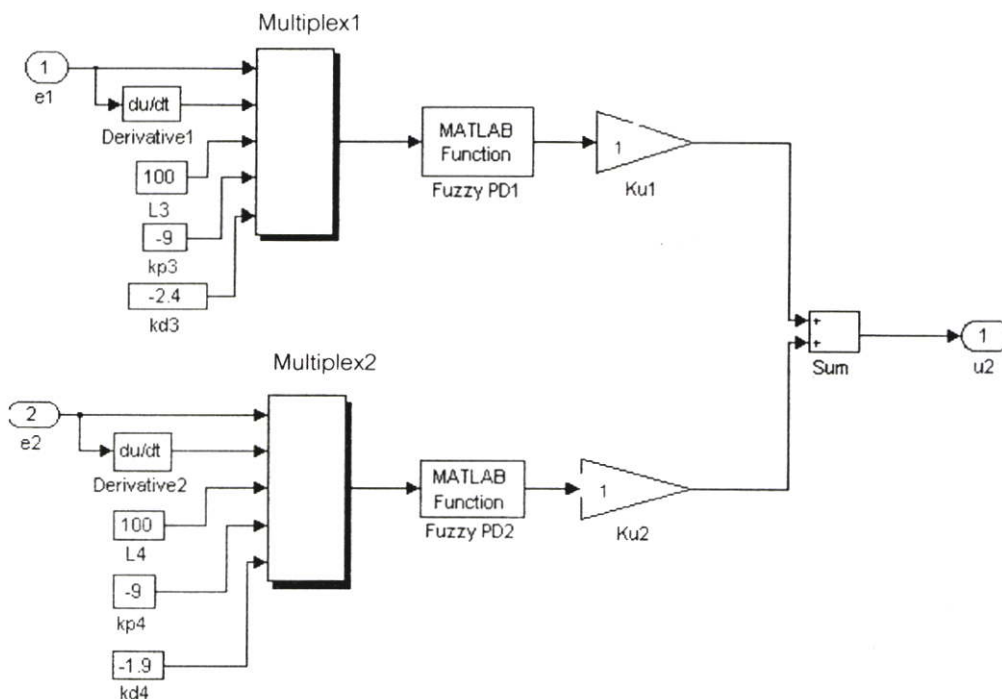 Multiplex1
1
e1
du/dt
Derivative1
100
L3
-9
kp3
-2.4
kd3
MATLAB
Function
Fuzzy PD1
1
Ku1
Multiplex2
2
e2
du/dt
Derivative2
100
L4
-9
kp4
-1.9
kd4
MATLAB
Function
Fuzzy PD2
1
Ku2
+
+
Sum
1
u2